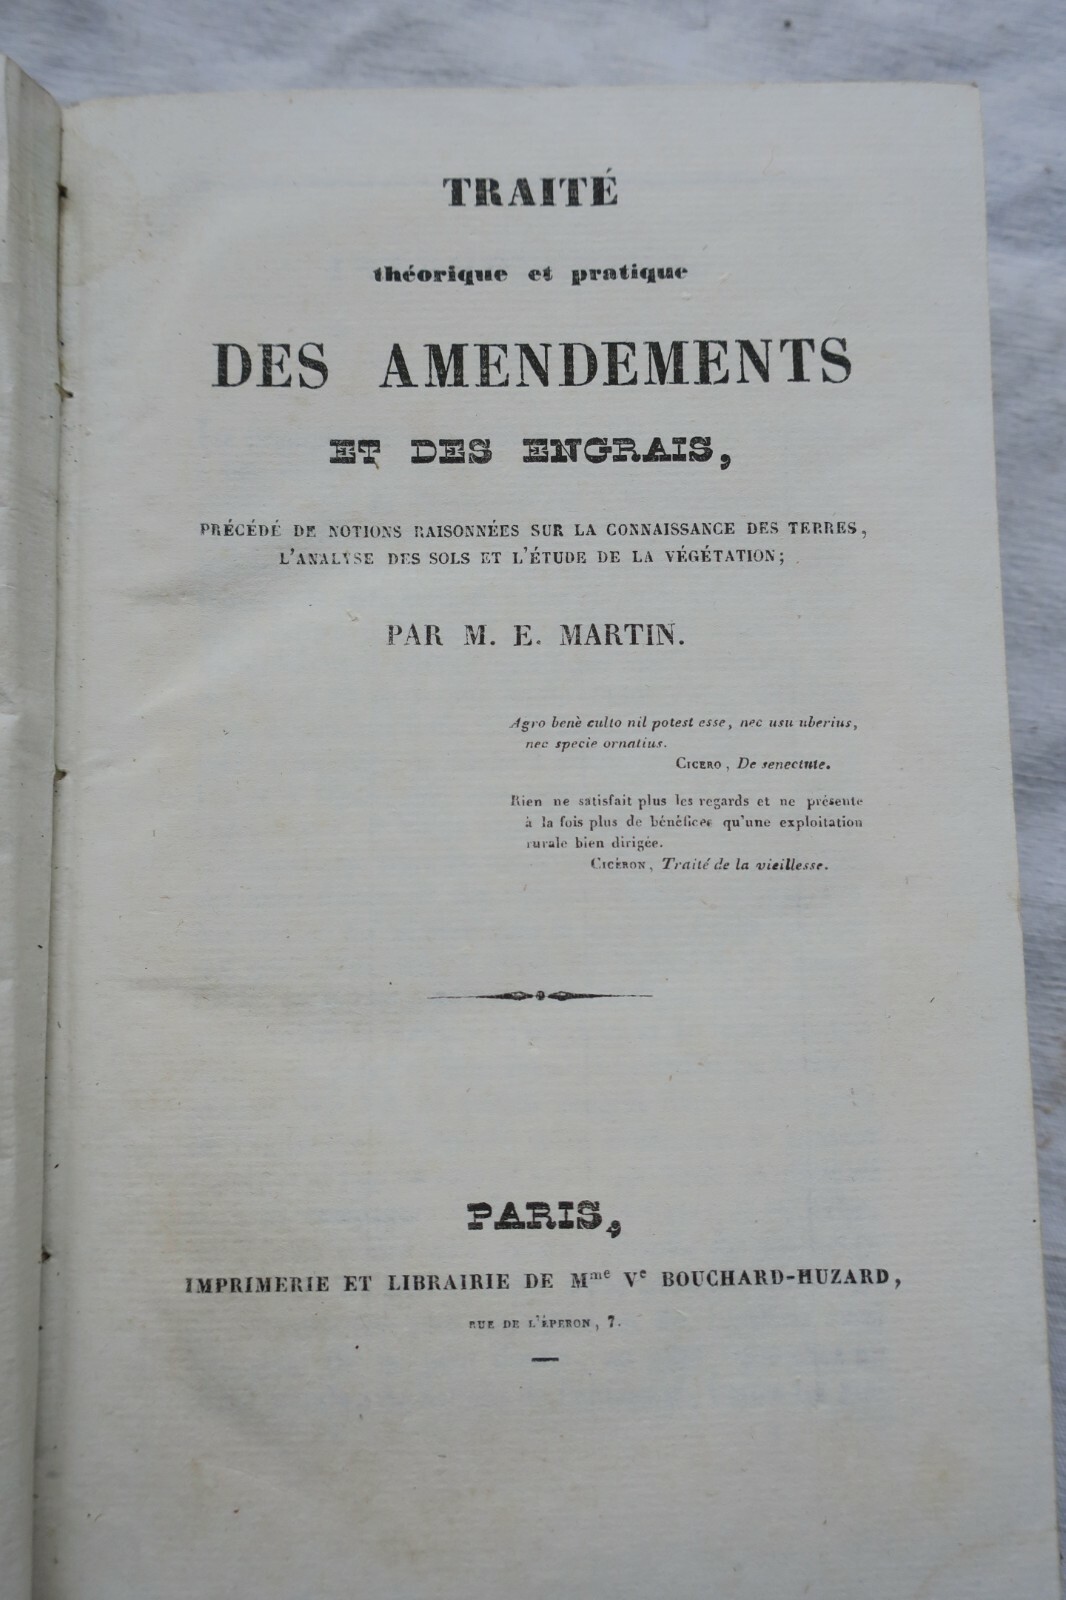 TRAITÉ
théorique et pratique
DES AMENDEMENTS
ET DES ENGRAIS,
PRÉCÉDÉ DE NOTIONS RAISONNÉES SUR LA CONNAISSANCE DES TERRES,
L'ANALYSE DES SOLS ET L'ÉTUDE DE LA VÉGÉTATION;
PAR M. E. MARTIN.
Agro benè culto nil potest esse, nec usu uberius,
nec specie ornatius.
CICERO, De senectute.
Rien ne satisfait plus les regards et ne présente
à la fois plus de bénéfices qu'une exploitation
rurale bien dirigée.
CICÉRON, Traité de la vieillesse.
PARIS,
IMPRIMERIE ET LIBRAIRIE DE Mme Ve BOUCHARD-HUZARD,
RUE DE L'ÉPERON, 7.